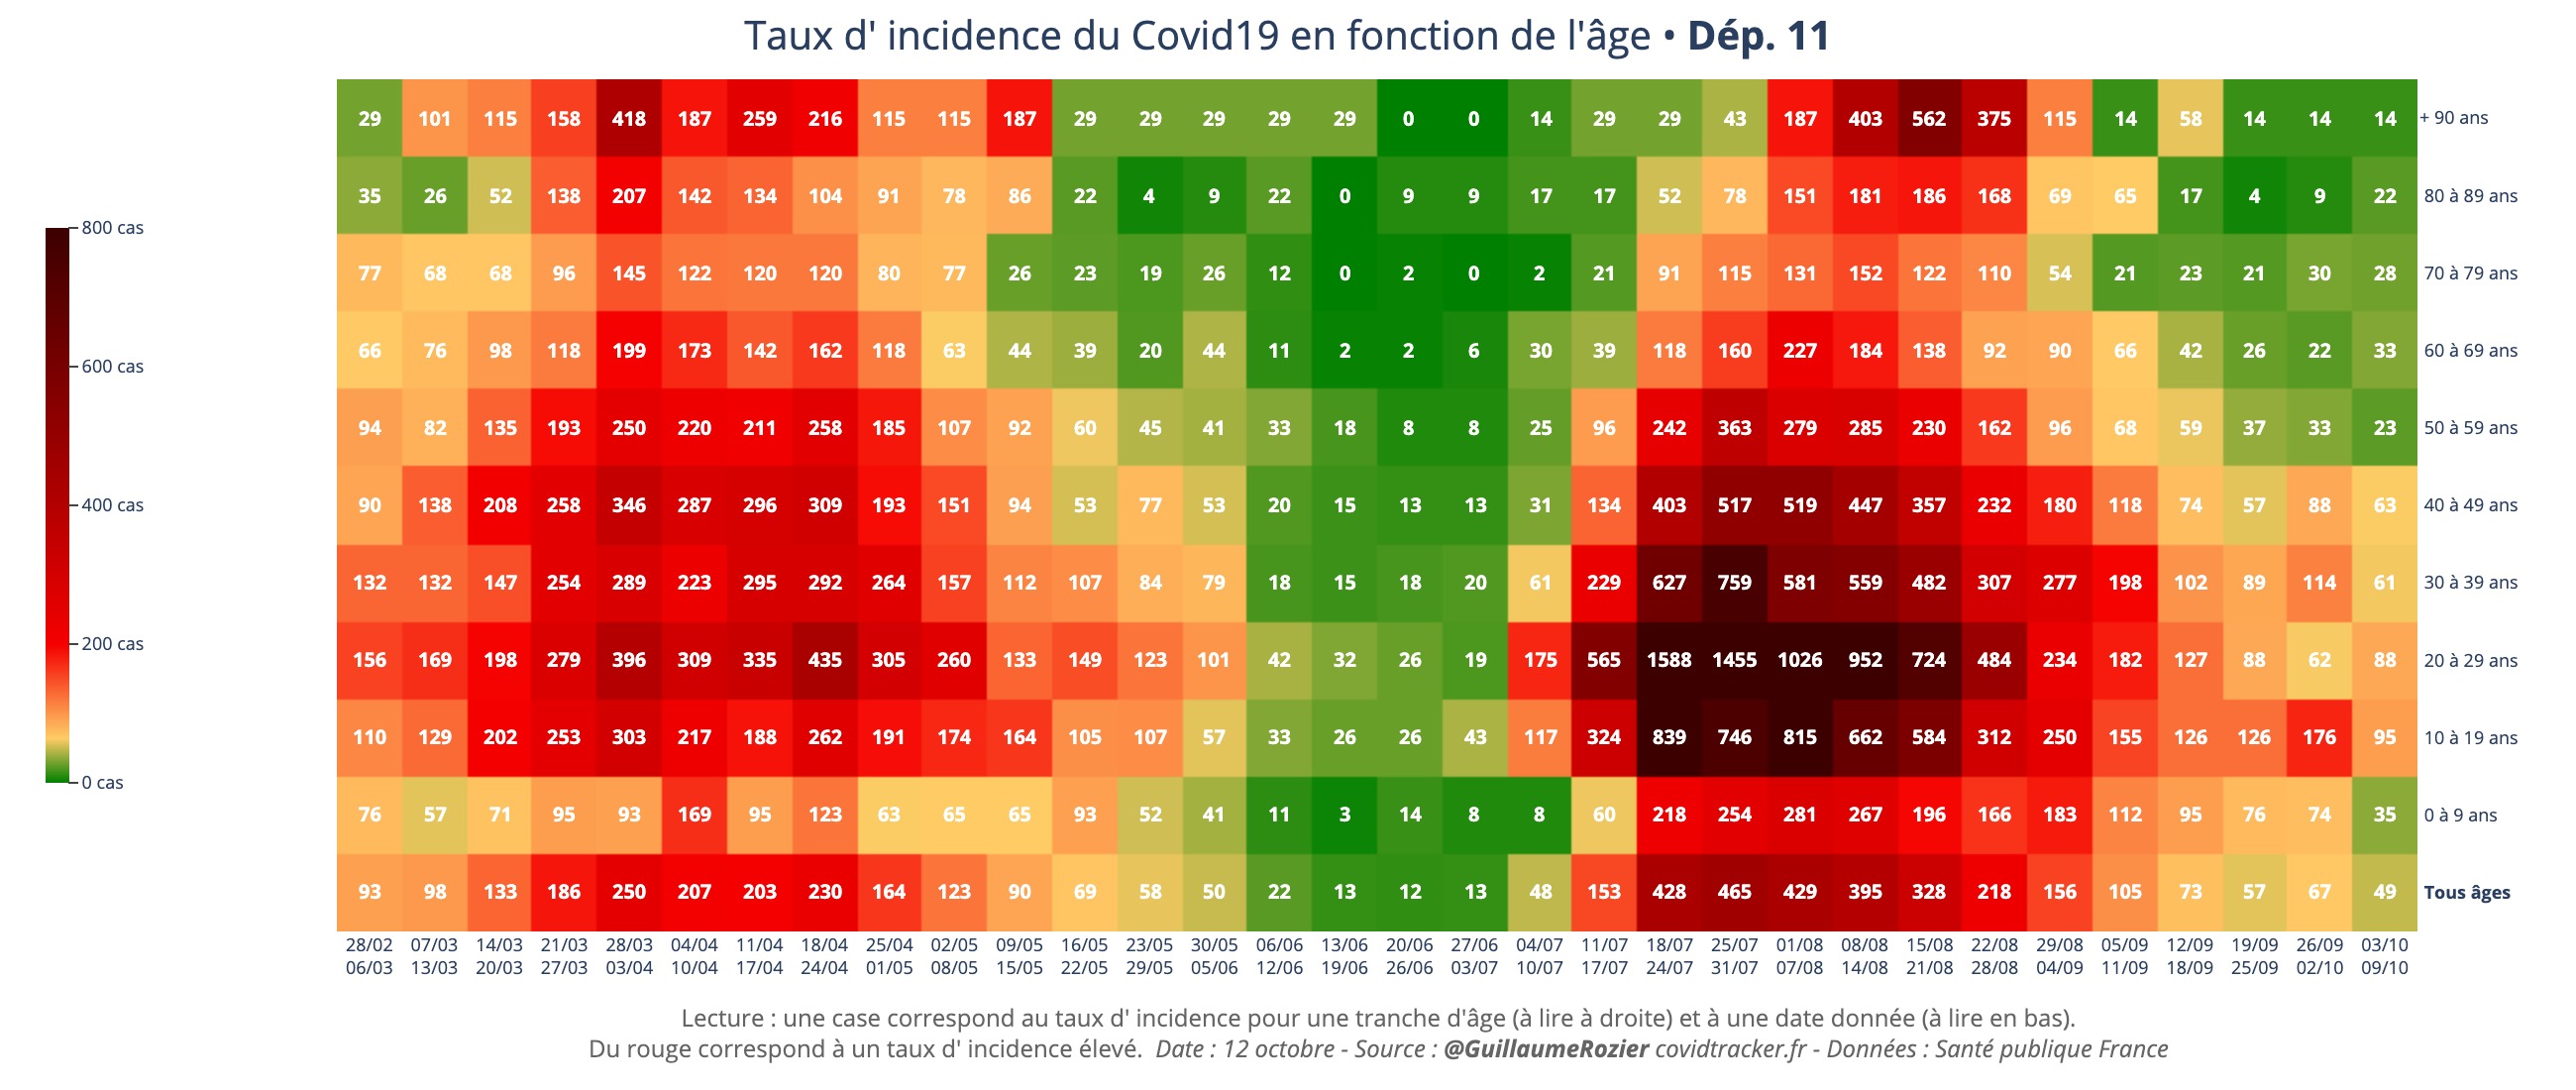 Taux d' incidence du Covid19 en fonction de l'âge • Dép. 11
800 cas
600 cas
400 cas
200 cas
0 cas
29 101 115 158 418 187 259 216 115 115 187 29 29 29 29 29 0 0 14 29 29 43 187 403 562 375 115 14 58 14 14 14 + 90 ans
35 26 52 138 207 142 134 104 91 78 86 22 4 9 22 0 9 9 17 17 52 78 151 181 186 168 69 65 17 4 9 22 80 à 89 ans
77 68 68 96 145 122 120 120 80 77 26 23 19 26 12 0 2 0 2 21 91 115 131 152 122 110 54 21 23 21 30 28 70 à 79 ans
66 76 98 118 199 173 142 162 118 63 44 39 20 44 11 2 2 6 30 39 118 160 227 184 138 92 90 66 42 26 22 33 60 à 69 ans
94 82 135 193 250 220 211 258 185 107 92 60 45 41 33 18 8 8 25 96 242 363 279 285 230 162 96 68 59 37 33 23 50 à 59 ans
90 138 208 258 346 287 296 309 193 151 94 53 77 53 20 15 13 13 31 134 403 517 519 447 357 232 180 118 74 57 88 63 40 à 49 ans
132 132 147 254 289 223 295 292 264 157 112 107 84 79 18 15 18 20 61 229 627 759 581 559 482 307 277 198 102 89 114 61 30 à 39 ans
156 169 198 279 396 309 335 435 305 260 133 149 123 101 42 32 26 19 175 565 1588 1455 1026 952 724 484 234 182 127 88 62 88 20 à 29 ans
110 129 202 253 303 217 188 262 191 174 164 105 107 57 33 26 26 43 117 324 839 746 815 662 584 312 250 155 126 126 176 95 10 à 19 ans
76 57 71 95 93 169 95 123 63 65 65 93 52 41 11 3 14 8 8 60 218 254 281 267 196 166 183 112 95 76 74 35 0 à 9 ans
93 98 133 186 250 207 203 230 164 123 90 69 58 50 22 13 12 13 48 153 428 465 429 395 328 218 156 105 73 57 67 49 Tous âges
28/02 07/03 14/03 21/03 28/03 04/04 11/04 18/04 25/04 02/05 09/05 16/05 23/05 30/05 06/06 13/06 20/06 27/06 04/07 11/07 18/07 25/07 01/08 08/08 15/08 22/08 29/08 05/09 12/09 19/09 26/09 03/10
06/03 13/03 20/03 27/03 03/04 10/04 17/04 24/04 01/05 08/05 15/05 22/05 29/05 05/06 12/06 19/06 26/06 03/07 10/07 17/07 24/07 31/07 07/08 14/08 21/08 28/08 04/09 11/09 18/09 25/09 02/10 09/10
Lecture : une case correspond au taux d' incidence pour une tranche d'âge (à lire à droite) et à une date donnée (à lire en bas).
Du rouge correspond à un taux d' incidence élevé. Date : 12 octobre - Source : @GuillaumeRozier covidtracker.fr - Données : Santé publique France